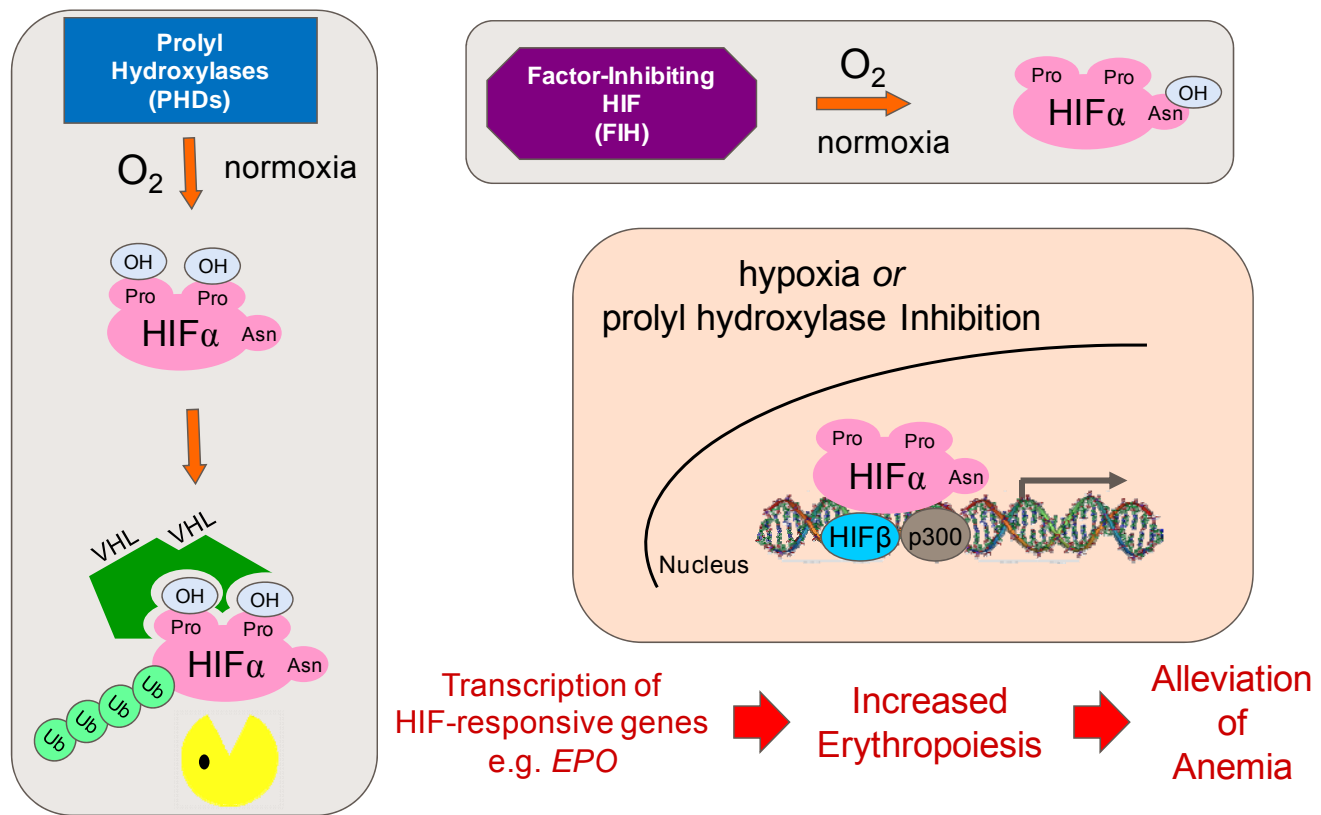 Prolyl
Hydroxylases
(PHDs)
O2
normoxia
OH
OH
Pro
Pro
HIFα
Asn
VHL
VHL
OH
OH
Pro
Pro
HIFα
Asn
Ub
Ub
Ub
Ub
Factor-Inhibiting
HIF
(FIH)
O2
normoxia
Pro
Pro
OH
HIFα
Asn
hypoxia or
prolyl hydroxylase Inhibition
Pro
Pro
HIFα
Asn
HIFβ
p300
Nucleus
Transcription of
HIF-responsive genes
e.g. EPO
Increased
Erythropoiesis
Alleviation
of
Anemia